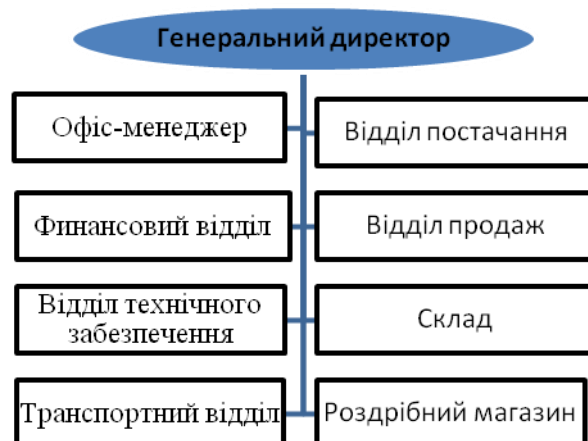 Генеральний директор
Офіс-менеджер
Відділ постачання
Финансовий відділ
Відділ продаж
Відділ технічного
забезпечення
Склад
Транспортний відділ
Роздрібний магазин